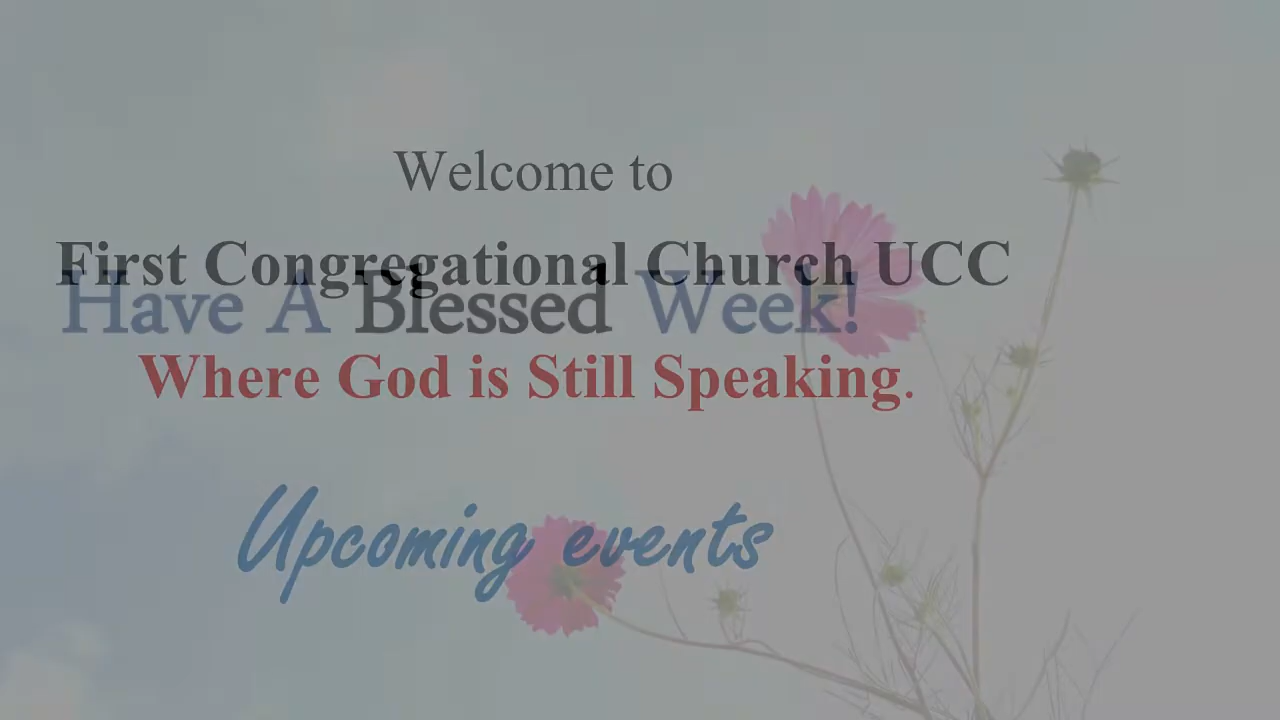 Welcome to
First Congregational Church UCC
Have A Blessed Week!
Where God is Still Speaking.
Upcoming events